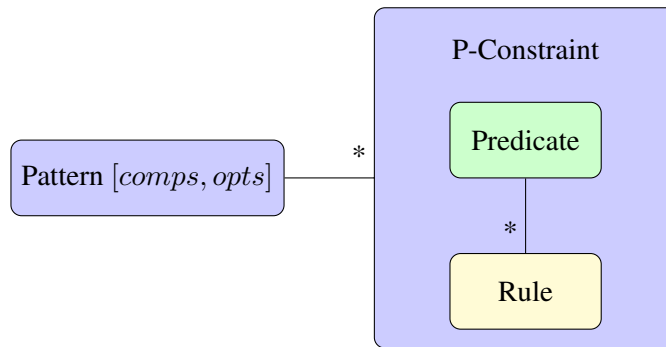 P-Constraint
Predicate
*
Pattern [comps, opts]
*
Rule